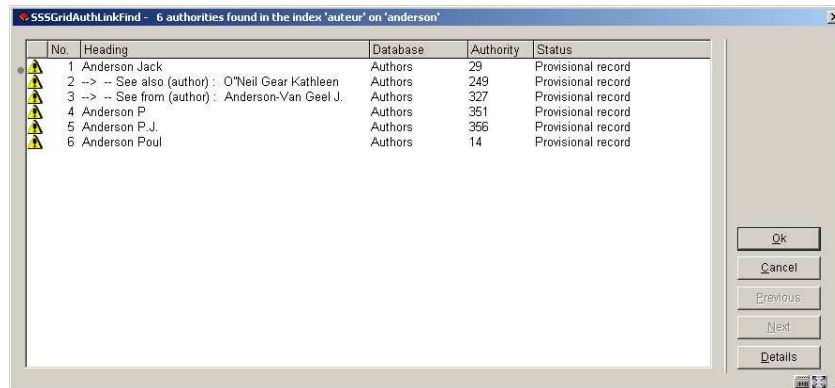 SSSGridAuthLinkFind - 6 authorities found in the index 'auteur' on 'anderson'
No. Heading Database Authority Status
1 Anderson Jack Authors 29 Provisional record
2 --> -- See also (author) : O"Neil Gear Kathleen Authors 249 Provisional record
3 --> -- See from (author) : Anderson-Van Geel J. Authors 327 Provisional record
4 Anderson P Authors 351 Provisional record
5 Anderson P.J. Authors 356 Provisional record
6 Anderson Poul Authors 14 Provisional record
Ok
Cancel
Previous
Next
Details